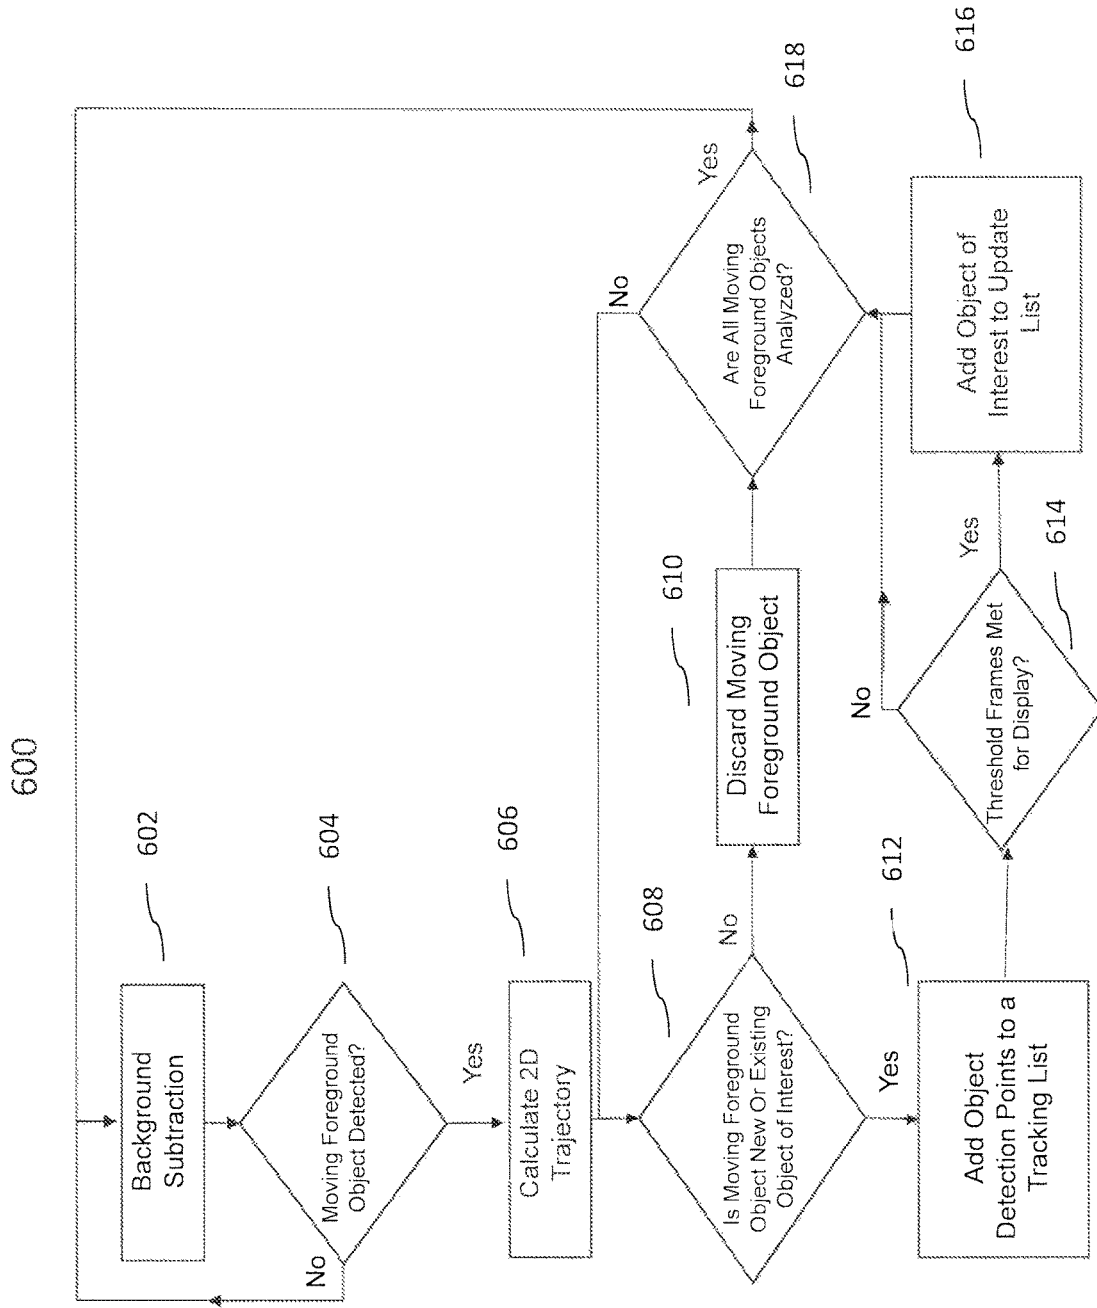 600
Background
Subtraction
602
Moving Foreground
Object Detected?
604
No
Yes
Calculate 2D
Trajectory
606
Is Moving Foreground
Object New Or Existing
Object of Interest?
608
No
Yes
Discard Moving
Foreground Object
610
Add Object
Detection Points to a
Tracking List
612
Threshold Frames Met
for Display?
614
No
Yes
Add Object of
Interest to Update
List
616
Are All Moving
Foreground Objects
Analyzed?
618
No
Yes